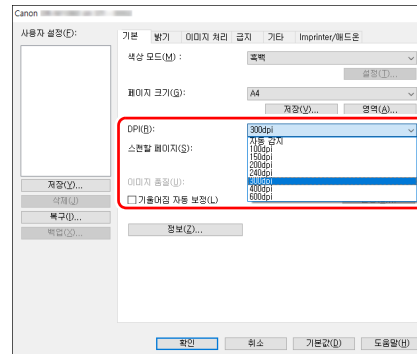 Canon
사용자 설정(F):
저장(Y)...
삭제(J)
복구(I)...
백업(X)...
기본 밝기 이미지 처리 급지 기타 Imprinter/애드온
색상 모드(M) : 흑백
설정(T)...
페이지 크기(G): A4
저장(V)... 영역(A)...
DPI(R): 300dpi
자동 감지
100dpi
150dpi
200dpi
240dpi
300dpi
400dpi
600dpi
스캔할 페이지(S):
이미지 품질(U):
기울어짐 자동 보정(L)
정보(Z)...
확인 취소 기본값(D) 도움말(H)